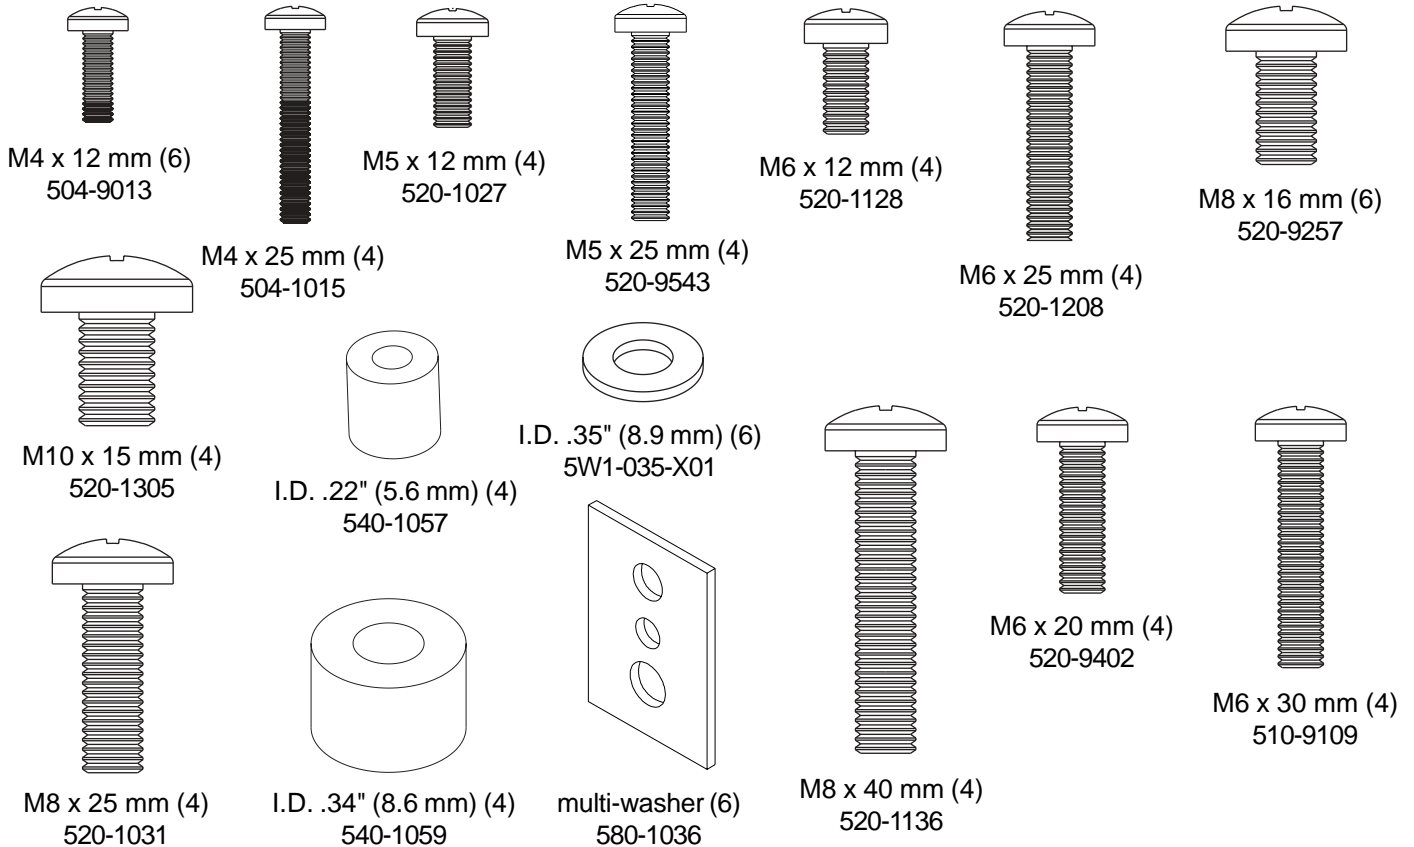 M4 x 12 mm (6)
504-9013
M4 x 25 mm (4)
504-1015
M5 x 12 mm (4)
520-1027
M5 x 25 mm (4)
520-9543
M6 x 12 mm (4)
520-1128
M6 x 25 mm (4)
520-1208
M8 x 16 mm (6)
520-9257
M10 x 15 mm (4)
520-1305
I.D. .22" (5.6 mm) (4)
540-1057
I.D. .35" (8.9 mm) (6)
5W1-035-X01
M8 x 25 mm (4)
520-1031
I.D. .34" (8.6 mm) (4)
540-1059
multi-washer (6)
580-1036
M8 x 40 mm (4)
520-1136
M6 x 20 mm (4)
520-9402
M6 x 30 mm (4)
510-9109